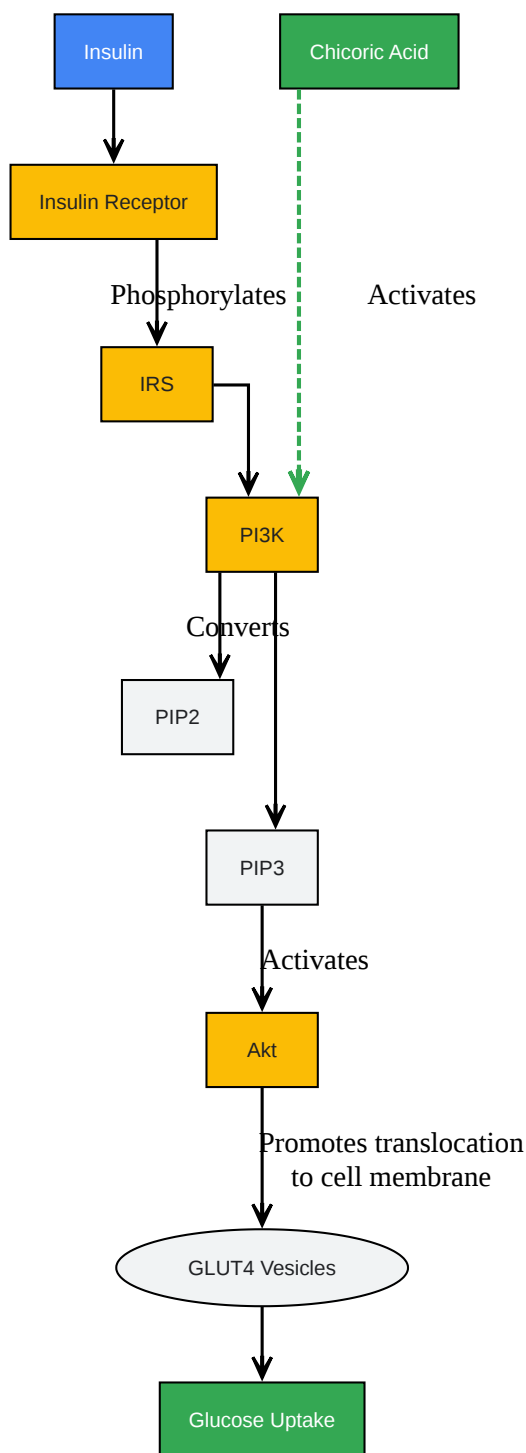 Insulin
Chicoric Acid
Insulin Receptor
Phosphorylates
Activates
IRS
PI3K
Converts
PIP2
PIP3
Activates
Akt
Promotes translocation
to cell membrane
GLUT4 Vesicles
Glucose Uptake